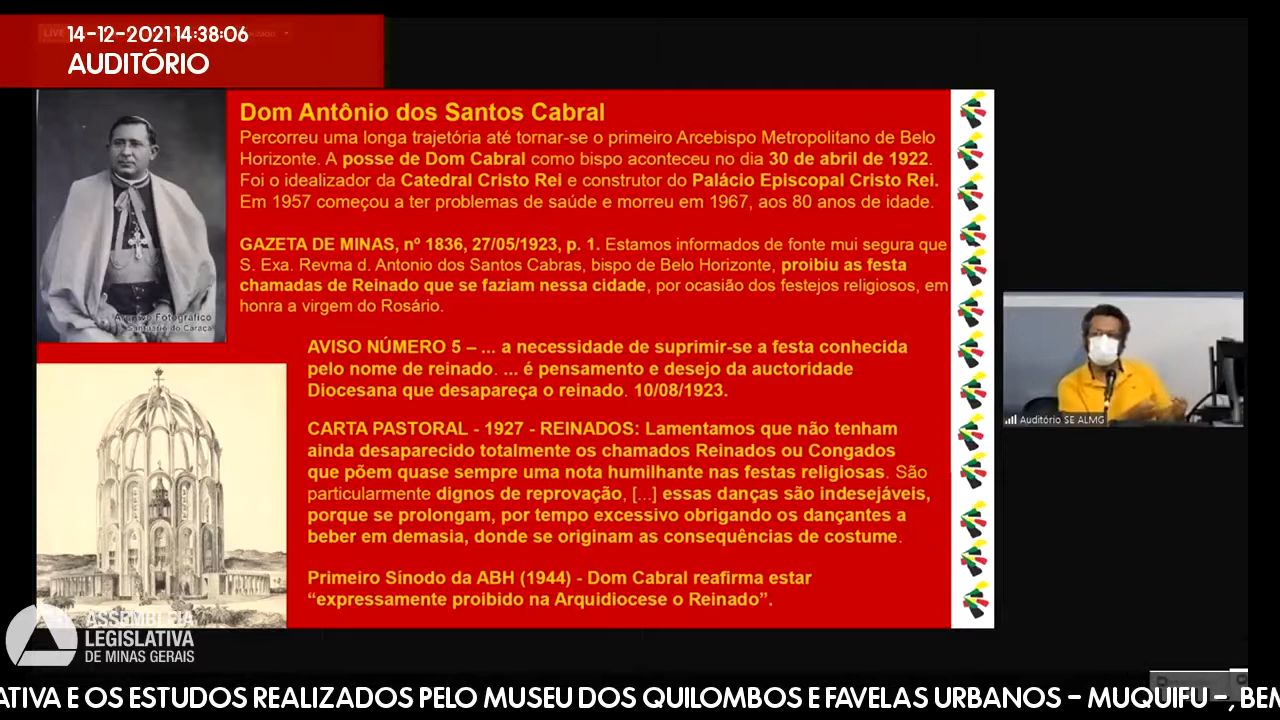 LIVE
14-12-2021 14:38:06
AUDITÓRIO
Dom Antônio dos Santos Cabral
Percorreu uma longa trajetória até tornar-se o primeiro Arcebispo Metropolitano de Belo
Horizonte. A posse de Dom Cabral como bispo aconteceu no dia 30 de abril de 1922.
Foi o idealizador da Catedral Cristo Rei e construtor do Palácio Episcopal Cristo Rei.
Em 1957 começou a ter problemas de saúde e morreu em 1967, aos 80 anos de idade.
GAZETA DE MINAS, nº 1836, 27/05/1923, p. 1. Estamos informados de fonte mui segura que
S. Exa. Revma d. Antonio dos Santos Cabras, bispo de Belo Horizonte, proibiu as festa
chamadas de Reinado que se faziam nessa cidade, por ocasião dos festejos religiosos, em
honra a virgem do Rosário.
Arquivo Fotográfico
Santuário do Caraça
AVISO NÚMERO 5 – ... a necessidade de suprimir-se a festa conhecida
pelo nome de reinado. ... é pensamento e desejo da auctoridade
Diocesana que desapareça o reinado. 10/08/1923.
CARTA PASTORAL - 1927 - REINADOS: Lamentamos que não tenham
ainda desaparecido totalmente os chamados Reinados ou Congados
que põem quase sempre uma nota humilhante nas festas religiosas. São
particularmente dignos de reprovação, [...] essas danças são indesejáveis,
porque se prolongam, por tempo excessivo obrigando os dançantes a
beber em demasia, donde se originam as consequências de costume.
Primeiro Sínodo da ABH (1944) - Dom Cabral reafirma estar
“expressamente proibido na Arquidiocese o Reinado”.
Auditório SE ALMG
ASSEMBLEIA
LEGISLATIVA
DE MINAS GERAIS
ATIVA E OS ESTUDOS REALIZADOS PELO MUSEU DOS QUILOMBOS E FAVELAS URBANOS – MUQUIFU –, BEM